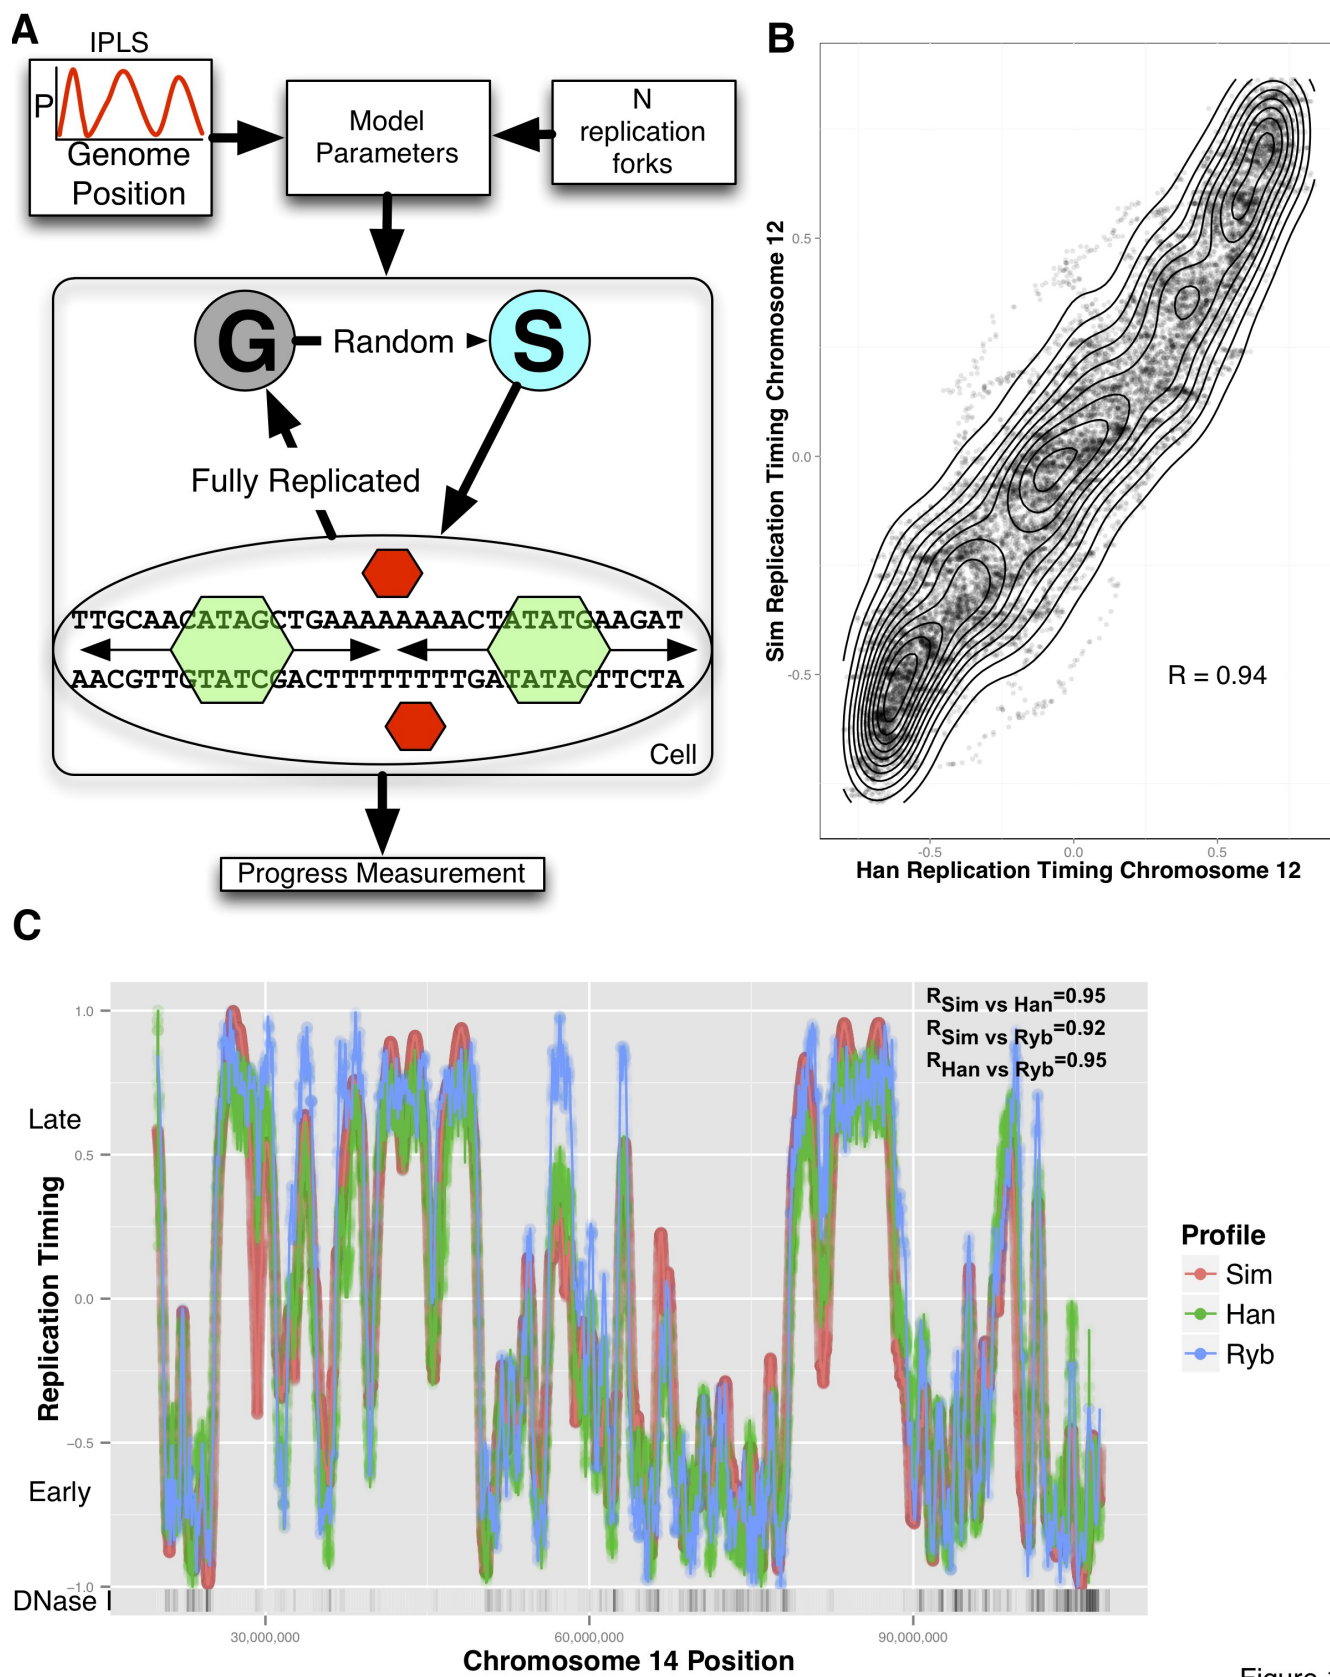 A
IPLS
P
Genome
Position
Model
Parameters
N
replication
forks
G
Random
S
Fully Replicated
TTGCAACATAGCTGAAAAAAAACTATATGAAGAT
AACGTTGTATCGACTTTTTTTTGATATACTTCTA
Cell
Progress Measurement
B
Sim Replication Timing Chromosome 12
0.5
0.0
-0.5
R = 0.94
-0.5
0.0
0.5
Han Replication Timing Chromosome 12
C
Replication Timing
Late
Early
1.0
0.5
0.0
−0.5
−1.0
DNase I
RSim vs Han=0.95
RSim vs Ryb=0.92
RHan vs Ryb=0.95
Profile
Sim
Han
Ryb
30,000,000
60,000,000
90,000,000
Chromosome 14 Position
Figure